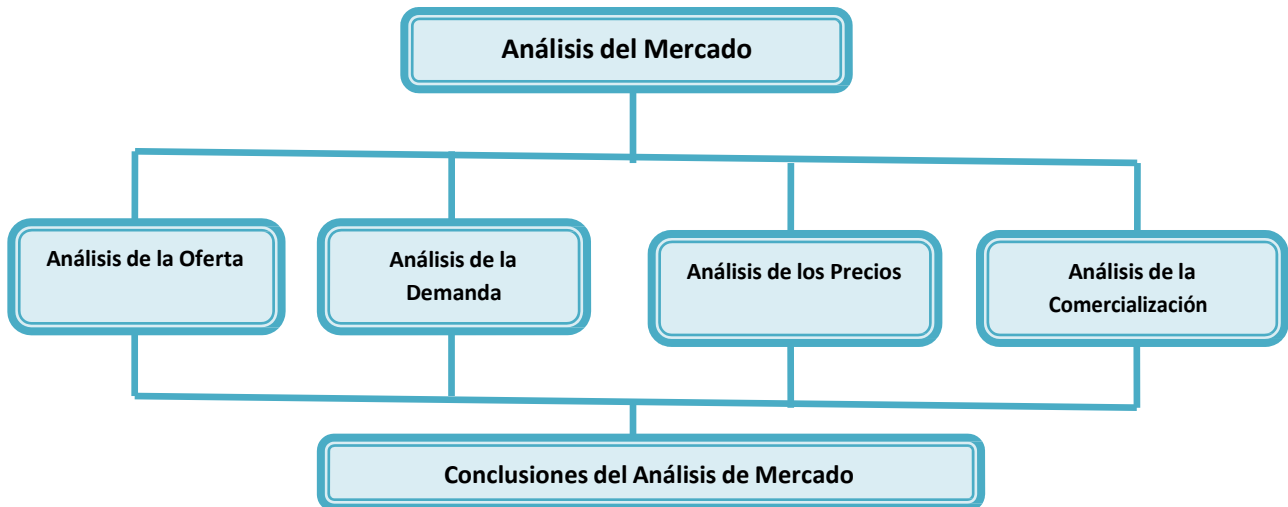 Análisis del Mercado
Análisis de la Oferta
Análisis de la
Demanda
Análisis de los Precios
Análisis de la
Comercialización
Conclusiones del Análisis de Mercado